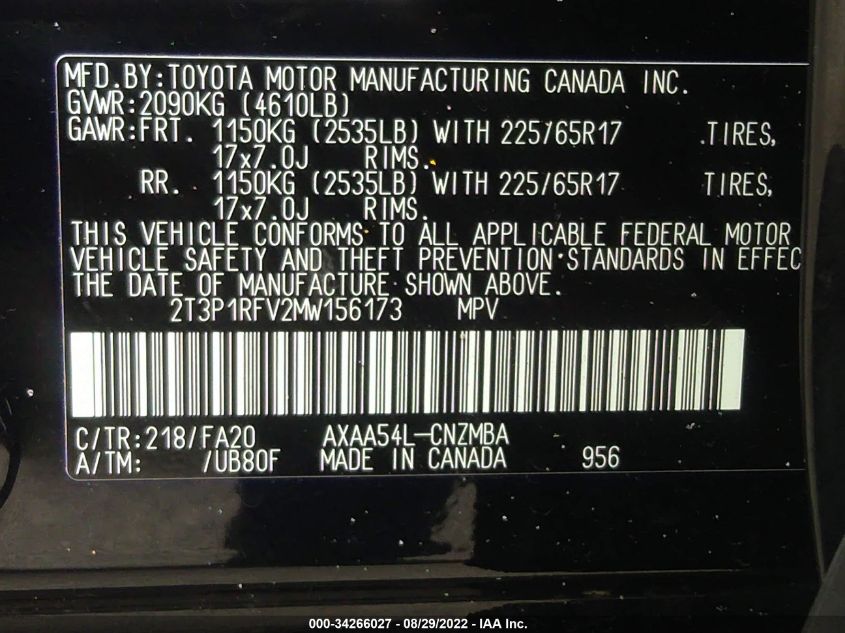 MFD.BY:TOYOTA MOTOR MANUFACTURING CANADA INC.
GVWR:2090KG (4610LB)
GAWR:FRT. 1150KG (2535LB) WITH 225/65R17 TIRES,
17x7.0J RIMS.
RR. 1150KG (2535LB) WITH 225/65R17 TIRES,
17x7.0J RIMS.
THIS VEHICLE CONFORMS TO ALL APPLICABLE FEDERAL MOTOR
VEHICLE SAFETY AND THEFT PREVENTION STANDARDS IN EFFEC
THE DATE OF MANUFACTURE SHOWN ABOVE.
2T3P1RFV2MW156173 MPV
C/TR:218/FA20 AXAA54L-CNZMBA
A/TM: /UB80F MADE IN CANADA 956
000-34266027 - 08/29/2022 - IAA Inc.